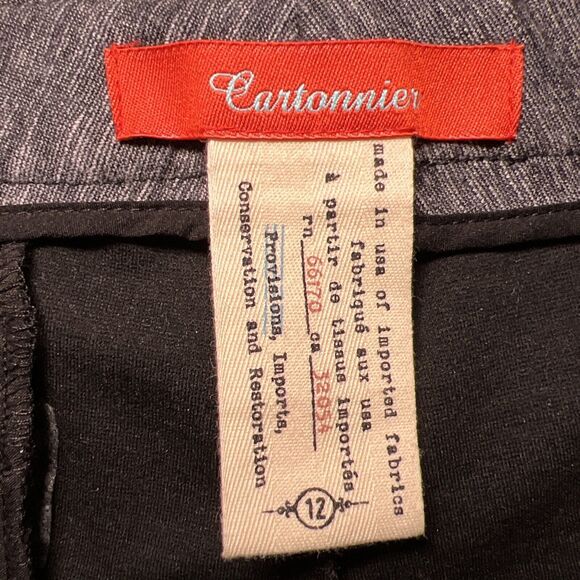 Cartonnier
made in usa of imported fabrics
fabriqué aux usa
à partir de tissus importés
rn 66170 ca 32054
Provisions, Imports,
Conservation and Restoration
12